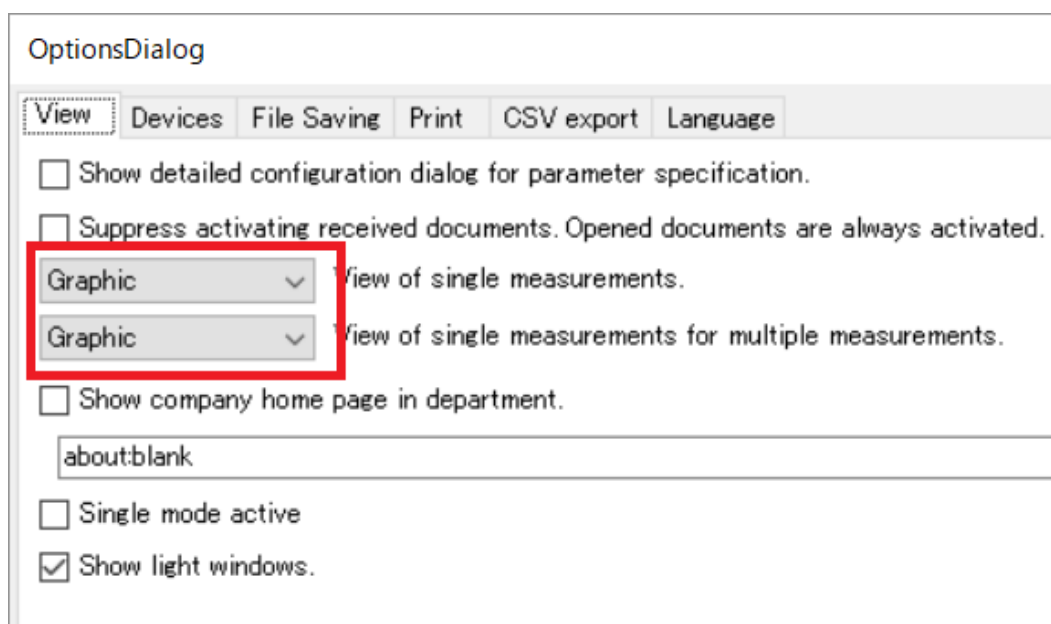 OptionsDialog
View Devices File Saving Print CSV export Language
Show detailed configuration dialog for parameter specification.
Suppress activating received documents. Opened documents are always activated.
Graphic View of single measurements.
Graphic View of single measurements for multiple measurements.
Show company home page in department.
about:blank
Single mode active
Show light windows.